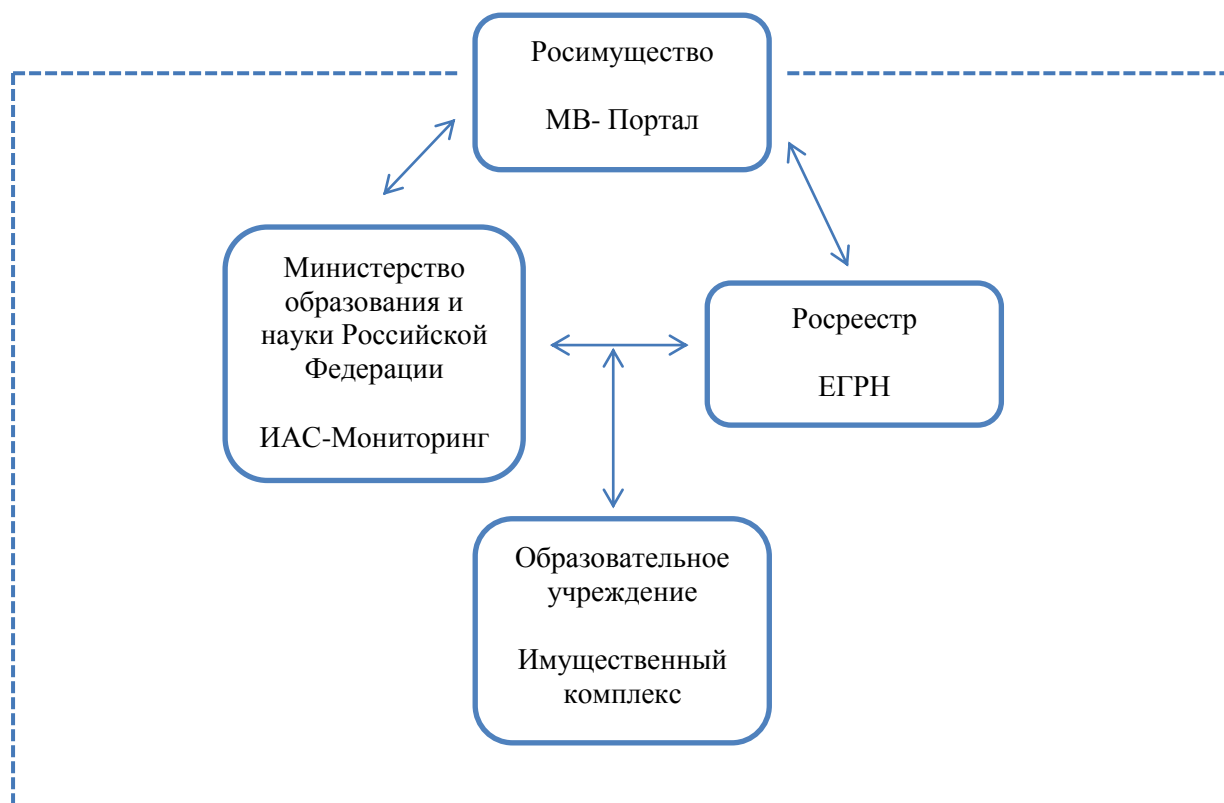 Росимущество
МВ- Портал
Министерство
образования и
науки Российской
Федерации
ИАС-Мониторинг
Росреестр
ЕГРН
Образовательное
учреждение
Имущественный
комплекс